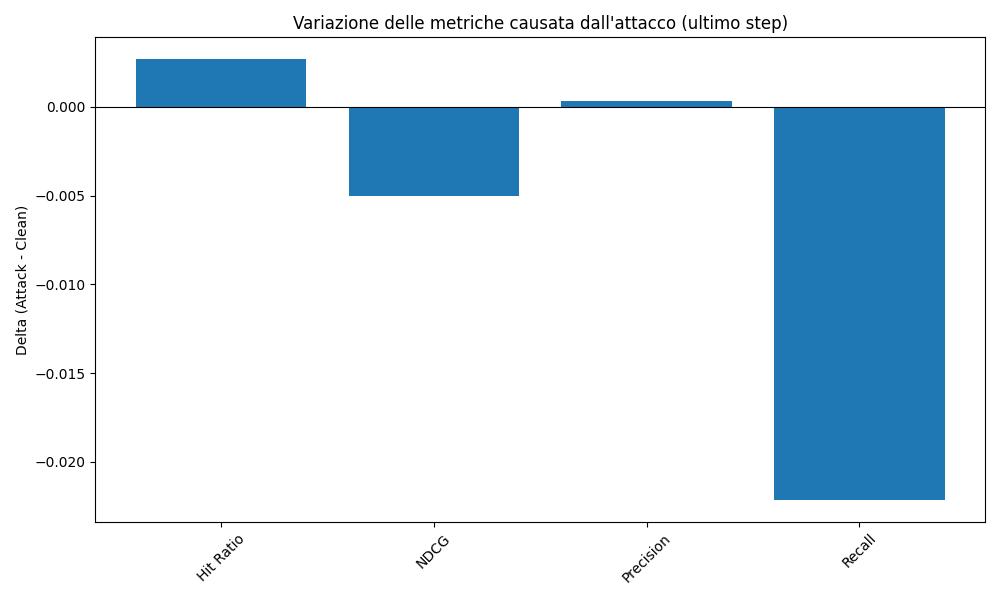 Variazione delle metriche causata dall'attacco (ultimo step)
Delta (Attack - Clean)
0.000
−0.005
−0.010
−0.015
−0.020
Hit Ratio
NDCG
Precision
Recall